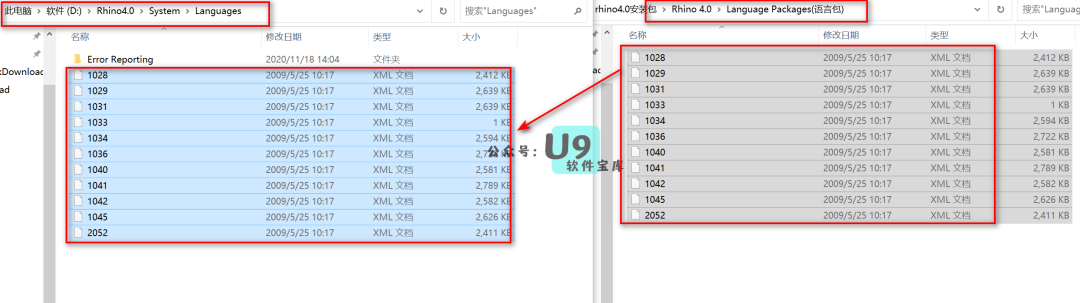 此电脑 > 软件 (D:) > Rhino4.0 > System > Languages
搜索"Languages"
名称 修改日期 类型 大小
Error Reporting 2020/11/18 14:04 文件夹
1028 2009/5/25 10:17 XML 文档 2,412 KB
1029 2009/5/25 10:17 XML 文档 2,639 KB
1031 2009/5/25 10:17 XML 文档 2,639 KB
1033 2009/5/25 10:17 XML 文档 1 KB
1034 2009/5/25 10:17 XML 文档 2,594 KB
1036 2009/5/25 10:17 XML 文档 KB
1040 2009/5/25 10:17 XML 文档 2,581 KB
1041 2009/5/25 10:17 XML 文档 2,789 KB
1042 2009/5/25 10:17 XML 文档 2,582 KB
1045 2009/5/25 10:17 XML 文档 2,626 KB
2052 2009/5/25 10:17 XML 文档 2,411 KB
xDownload
ad
公众号：U9
软件宝库
rhino4.0安装包 > Rhino 4.0 > Language Packages(语言包)
搜索"Lang
名称 修改日期 类型 大小
1028 2009/5/25 10:17 XML 文档 2,412 KB
1029 2009/5/25 10:17 XML 文档 2,639 KB
1031 2009/5/25 10:17 XML 文档 2,639 KB
1033 2009/5/25 10:17 XML 文档 1 KB
1034 2009/5/25 10:17 XML 文档 2,594 KB
1036 2009/5/25 10:17 XML 文档 2,722 KB
1040 2009/5/25 10:17 XML 文档 2,581 KB
1041 2009/5/25 10:17 XML 文档 2,789 KB
1042 2009/5/25 10:17 XML 文档 2,582 KB
1045 2009/5/25 10:17 XML 文档 2,626 KB
2052 2009/5/25 10:17 XML 文档 2,411 KB